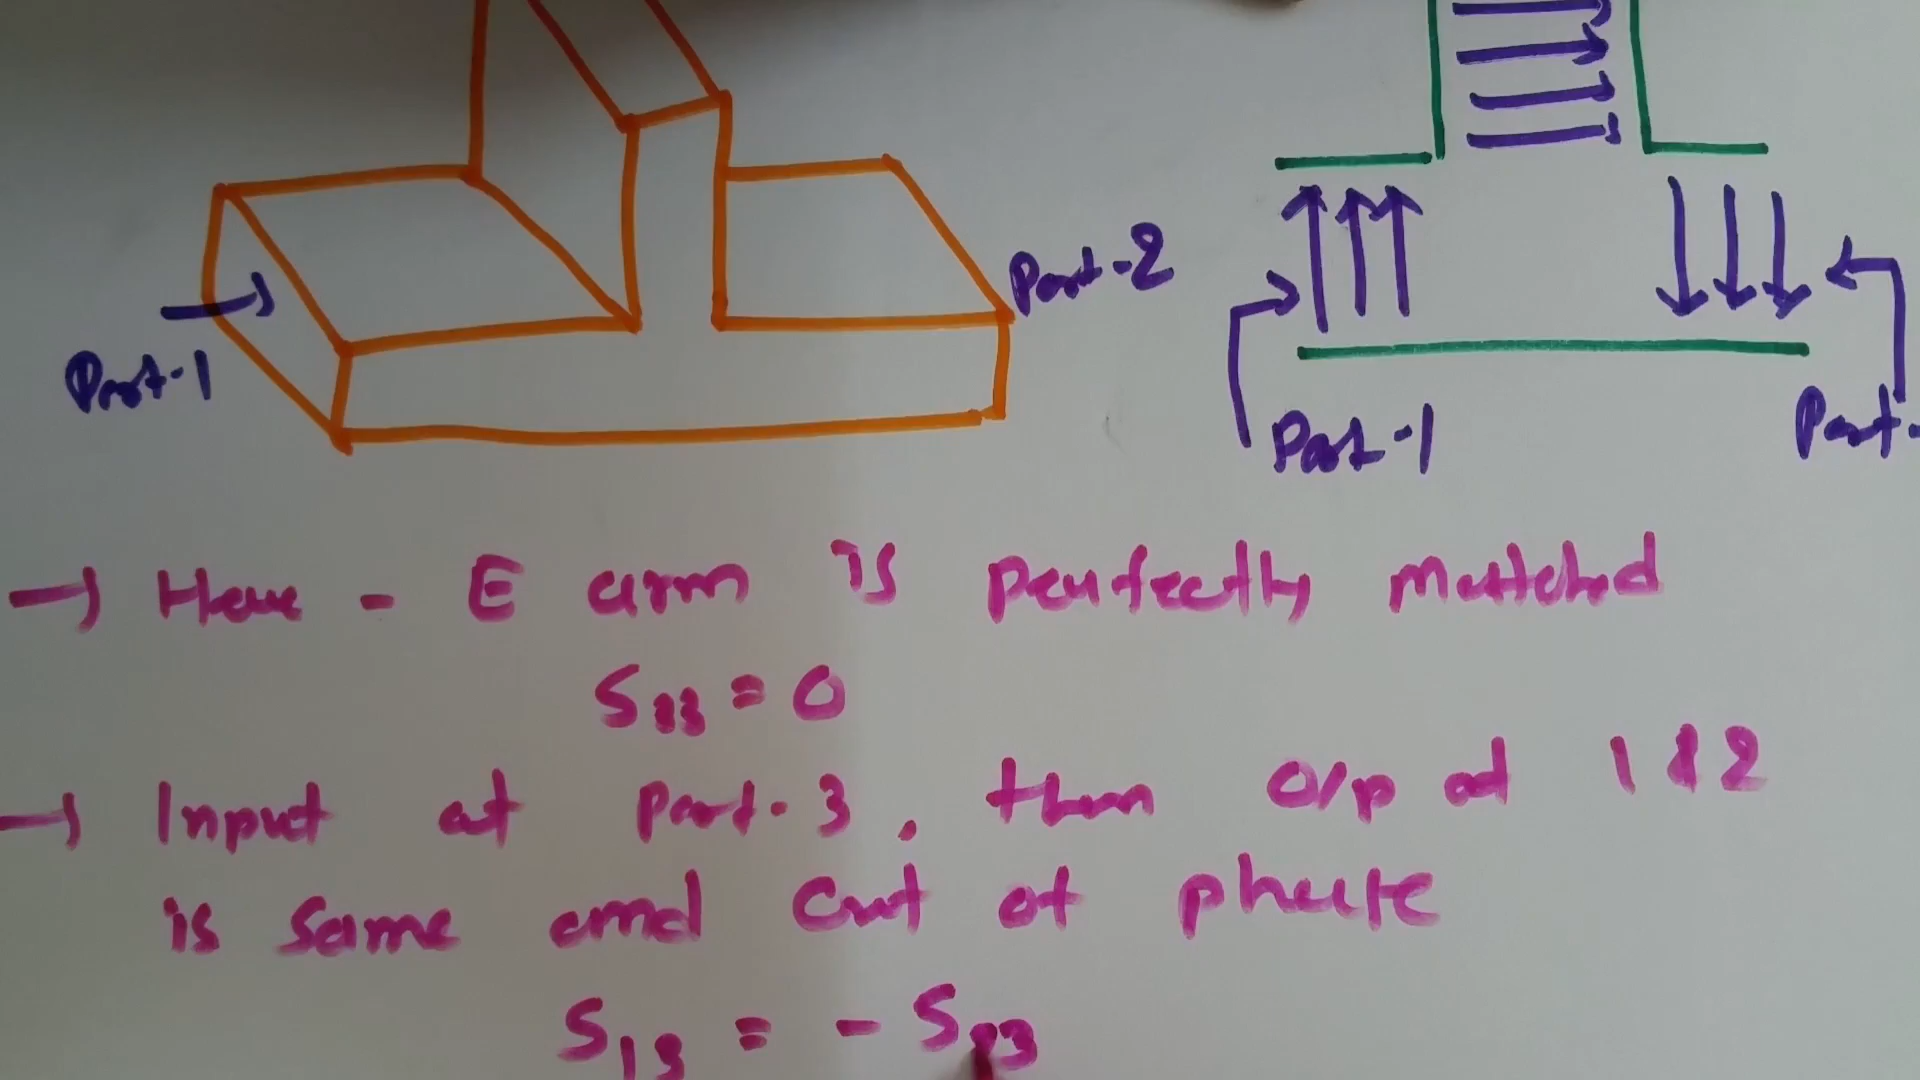 Port-2
Port-1
Port-1
Port-
→ Here - E arm is perfectly matched
S33 = 0
→ Input at port-3. then o/p at 1 & 2
is same and out of phase
S13 = - S23